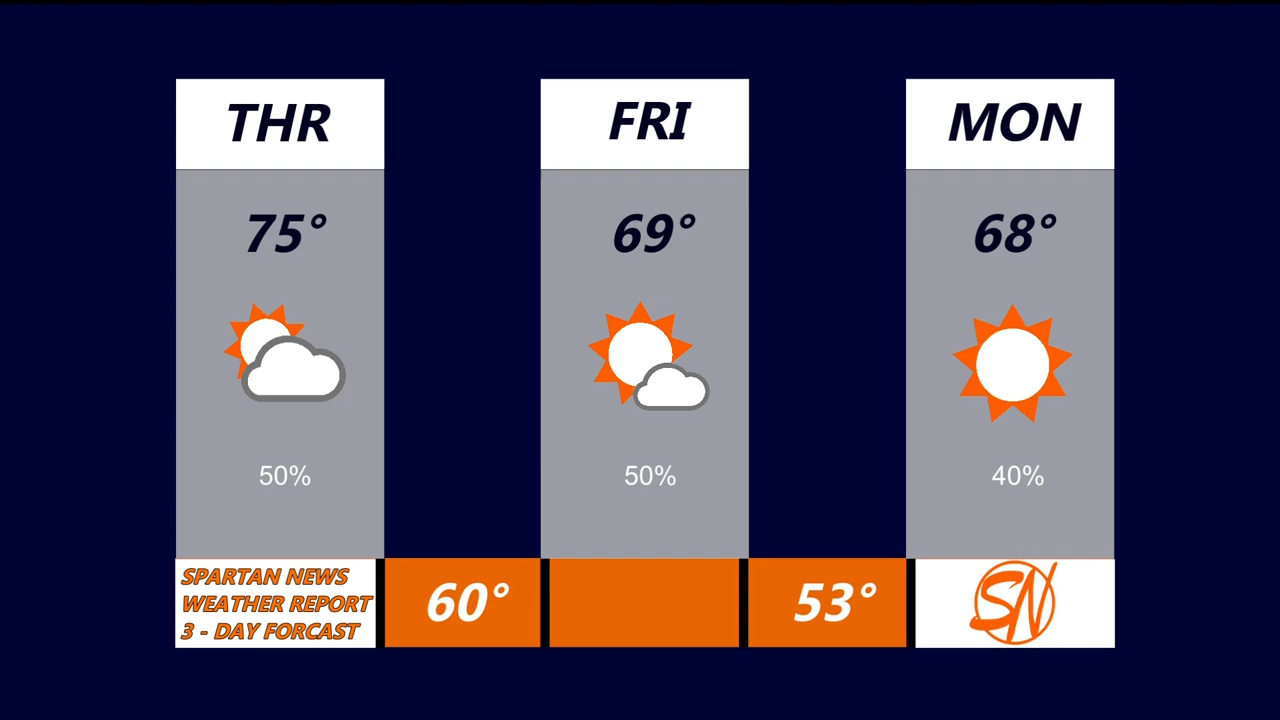 THR
FRI
MON
75°
69°
68°
50%
50%
40%
SPARTAN NEWS
WEATHER REPORT
3 - DAY FORCAST
60°
53°
SN